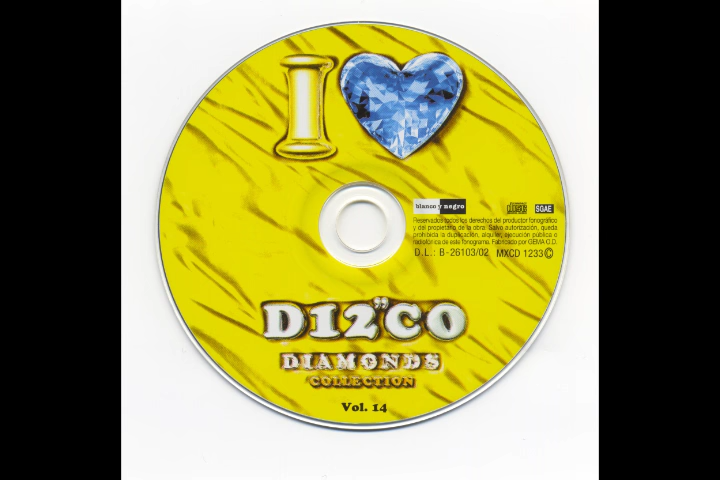 I
blanco y negro
SGAE
Reservados todos los derechos del productor fonográfico
y del propietario de la obra. Salvo autorización, queda
prohibida la duplicación, alquiler, ejecución pública o
radiofónica de este fonograma. Fabricado por GEMA O.D.
D.L.: B-26103/02 MXCD 1233 C
D12"CO
DIAMONDS
COLLECTION
Vol. 14